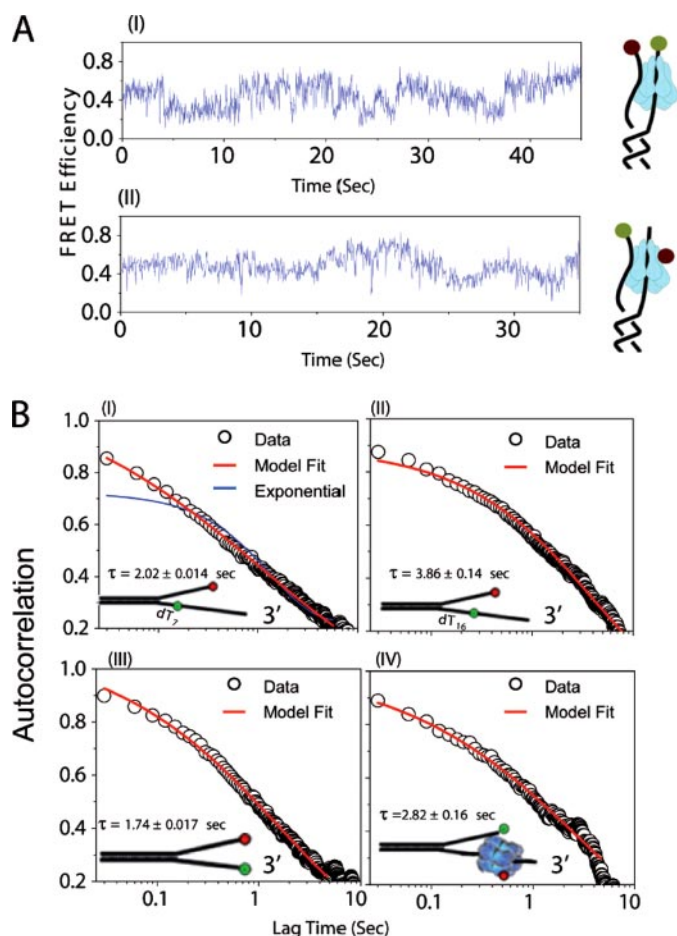 A
(I)
0.8
0.4
0.0
0 10 20 30 40
Time (Sec)
FRET Efficiency
(II)
0.8
0.4
0.0
0 10 20 30
Time (Sec)
B
Autocorrelation
(I)
1.0
0.8
0.6
0.4
0.2
Data
Model Fit
Exponential
τ = 2.02 ± 0.014 sec
dT7
3′
(II)
Data
Model Fit
τ = 3.86 ± 0.14 sec
dT16
3′
(III)
1.0
0.8
0.6
0.4
0.2
Data
Model Fit
τ = 1.74 ± 0.017 sec
3′
0.1 1 10
(IV)
Data
Model Fit
τ =2.82 ± 0.16 sec
3′
0.1 1 10
Lag Time (Sec)